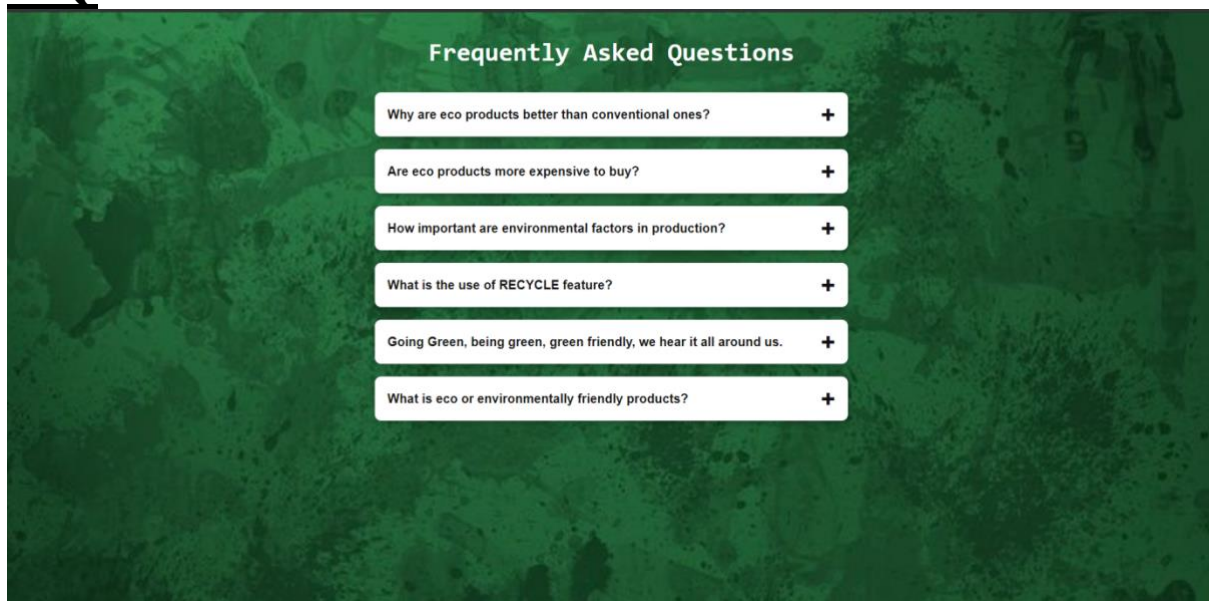 Frequently Asked Questions
Why are eco products better than conventional ones?
Are eco products more expensive to buy?
How important are environmental factors in production?
What is the use of RECYCLE feature?
Going Green, being green, green friendly, we hear it all around us.
What is eco or environmentally friendly products?